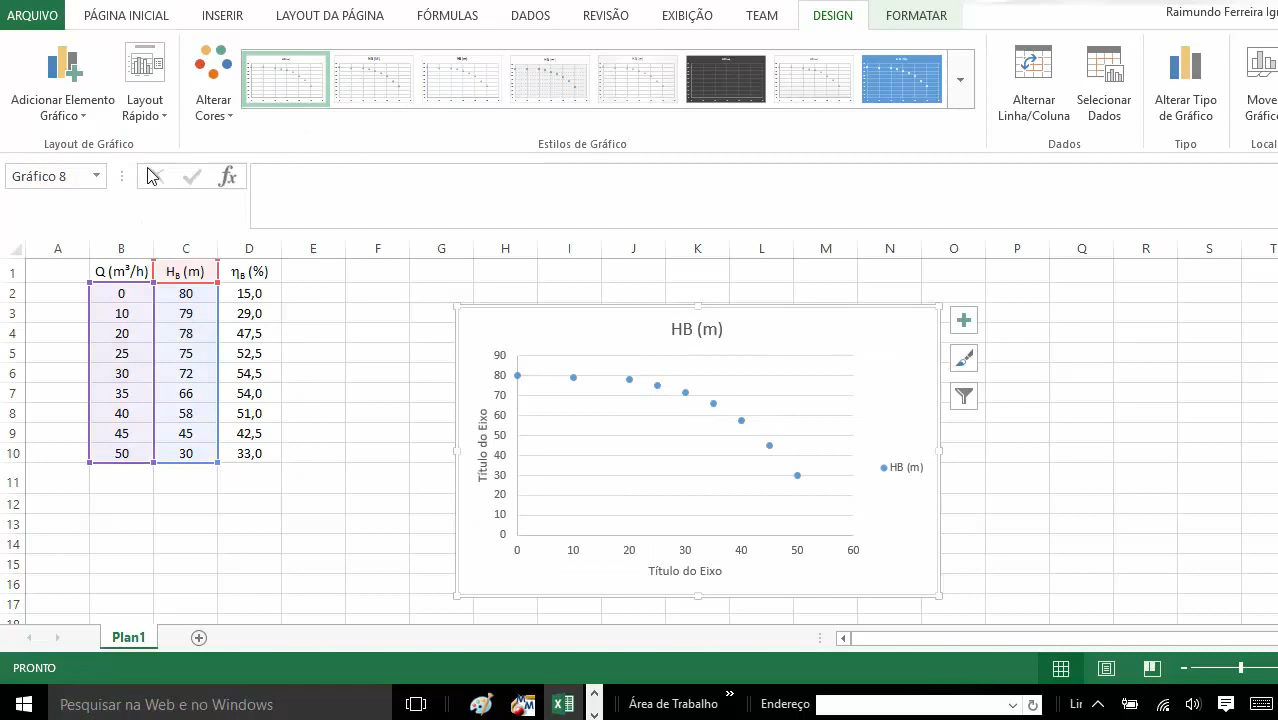 ARQUIVO PÁGINA INICIAL INSERIR LAYOUT DA PÁGINA FÓRMULAS DADOS REVISÃO EXIBIÇÃO TEAM DESIGN FORMATAR Raimundo Ferreira Ig
Adicionar Elemento Gráfico
Layout Rápido
Alterar Cores
Alternar Linha/Coluna
Selecionar Dados
Alterar Tipo de Gráfico
Move
Gráfic
Layout de Gráfico Estilos de Gráfico Dados Tipo Local
Gráfico 8 fx
A B C D E F G H I J K L M N O P Q R S T
1 Q (m³/h) HB (m) ηB (%)
2 0 80 15,0
3 10 79 29,0
4 20 78 47,5
5 25 75 52,5
6 30 72 54,5
7 35 66 54,0
8 40 58 51,0
9 45 45 42,5
10 50 30 33,0
11
12
13
14
15
16
17
18
HB (m)
90
80
70
60
50
40
30
20
10
0
0 10 20 30 40 50 60
Título do Eixo
Título do Eixo
HB (m)
Plan1
PRONTO
Pesquisar na Web e no Windows Área de Trabalho » Endereço Lir